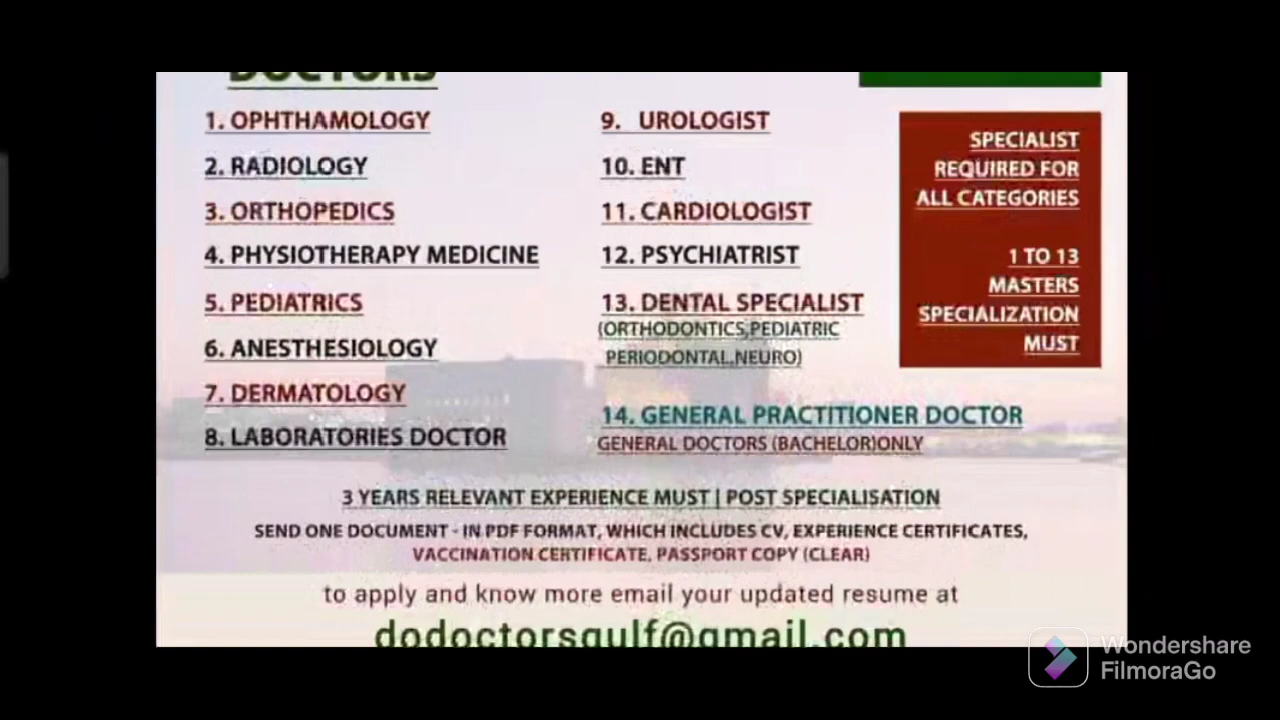 DOCTORS
1. OPHTHAMOLOGY
2. RADIOLOGY
3. ORTHOPEDICS
4. PHYSIOTHERAPY MEDICINE
5. PEDIATRICS
6. ANESTHESIOLOGY
7. DERMATOLOGY
8. LABORATORIES DOCTOR
9. UROLOGIST
10. ENT
11. CARDIOLOGIST
12. PSYCHIATRIST
13. DENTAL SPECIALIST
(ORTHODONTICS,PEDIATRIC
PERIODONTAL,NEURO)
14. GENERAL PRACTITIONER DOCTOR
GENERAL DOCTORS (BACHELOR)ONLY
SPECIALIST
REQUIRED FOR
ALL CATEGORIES
1 TO 13
MASTERS
SPECIALIZATION
MUST
3 YEARS RELEVANT EXPERIENCE MUST | POST SPECIALISATION
SEND ONE DOCUMENT - IN PDF FORMAT, WHICH INCLUDES CV, EXPERIENCE CERTIFICATES,
VACCINATION CERTIFICATE, PASSPORT COPY (CLEAR)
to apply and know more email your updated resume at
dodoctorsgulf@gmail.com
Wondershare
FilmoraGo